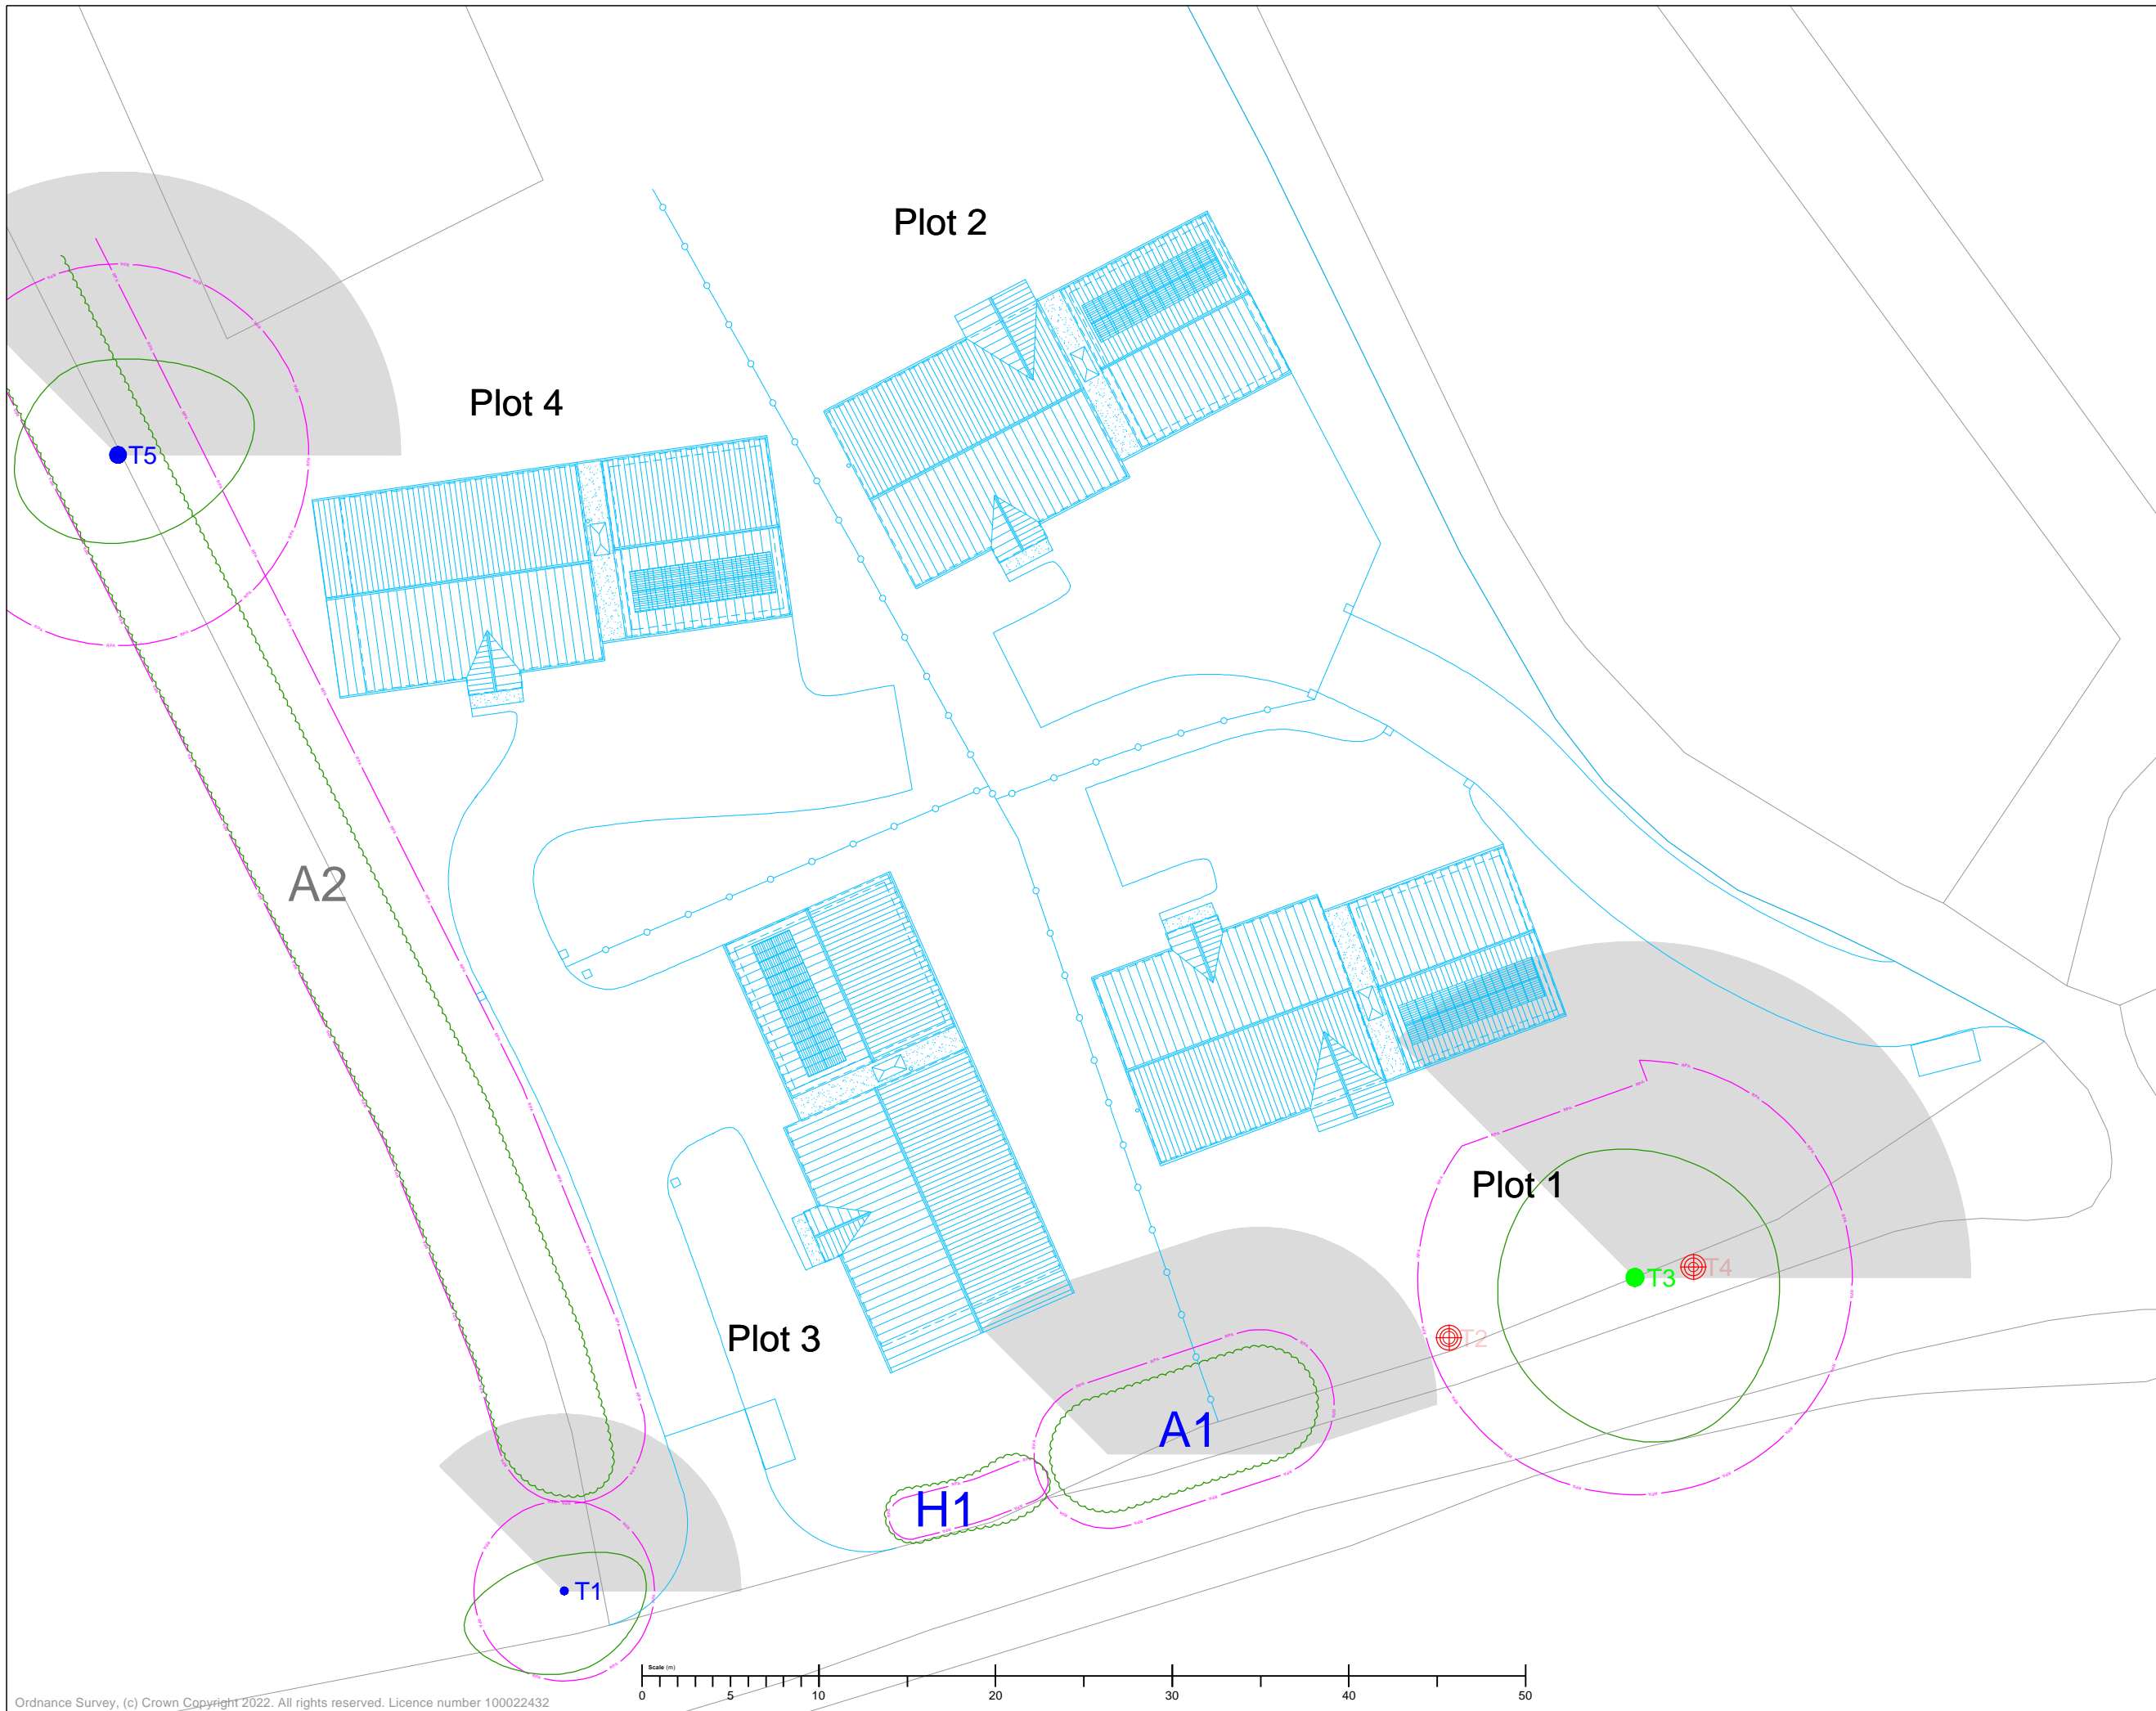 Plot 2
Plot 4
T5
A2
Plot 1
T4
T3
T2
Plot 3
A1
H1
T1
Scale (m)
0 5 10 20 30 40 50
Ordnance Survey, (c) Crown Copyright 2022. All rights reserved. Licence number 100022432